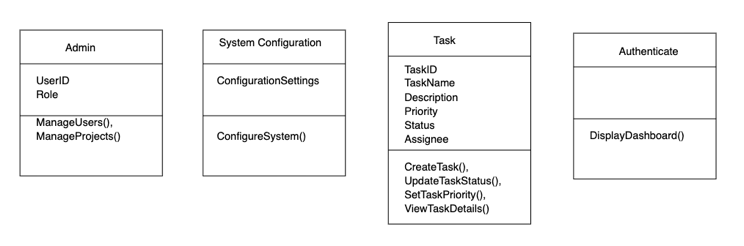 Admin
UserID
Role
ManageUsers(),
ManageProjects()
System Configuration
ConfigurationSettings
ConfigureSystem()
Task
TaskID
TaskName
Description
Priority
Status
Assignee
CreateTask(),
UpdateTaskStatus(),
SetTaskPriority(),
ViewTaskDetails()
Authenticate
DisplayDashboard()